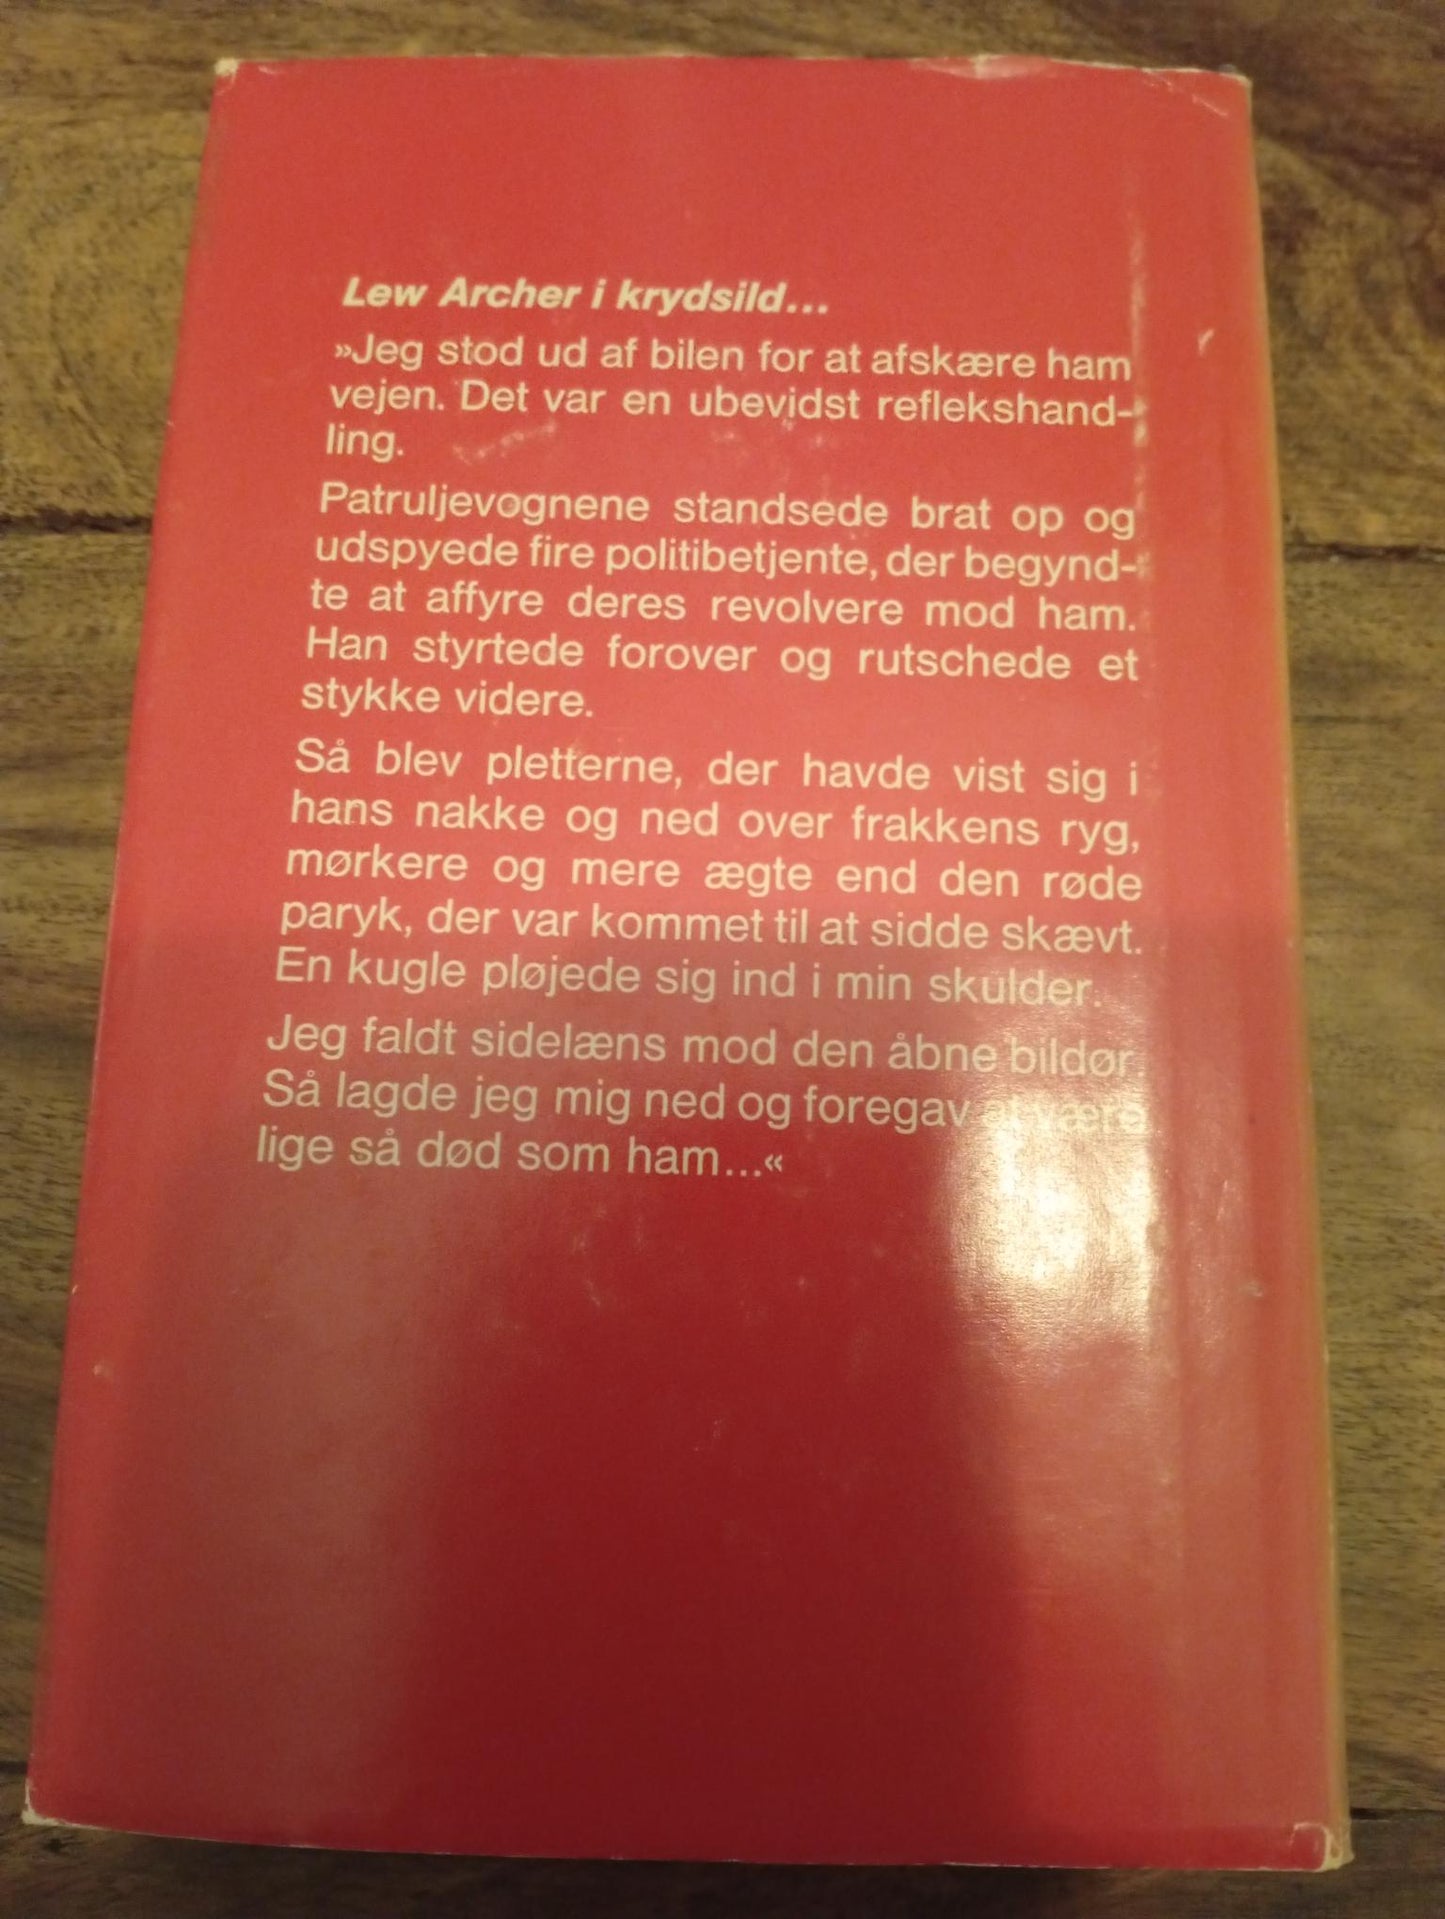 Lew Archer i krydsild...
»Jeg stod ud af bilen for at afskære ham
vejen. Det var en ubevidst reflekshand-
ling.
Patruljevognene standsede brat op og
udspyede fire politibetjente, der begynd-
te at affyre deres revolvere mod ham.
Han styrtede forover og rutschede et
stykke videre.
Så blev pletterne, der havde vist sig i
hans nakke og ned over frakkens ryg,
mørkere og mere ægte end den røde
paryk, der var kommet til at sidde skævt.
En kugle pløjede sig ind i min skulder.
Jeg faldt sidelæns mod den åbne bildør.
Så lagde jeg mig ned og foregav at være
lige så død som ham...«